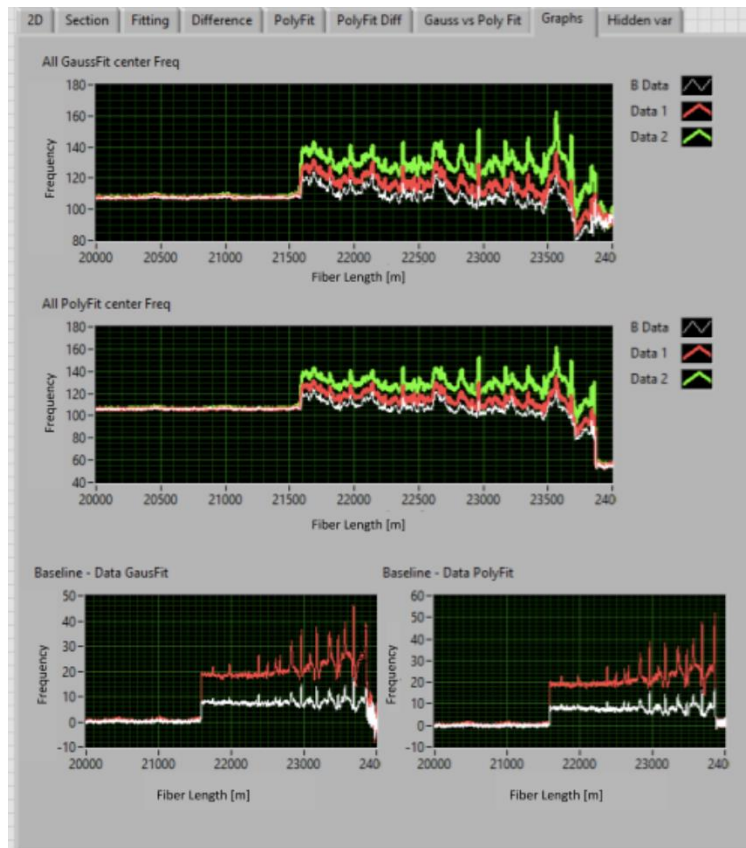 2D Section Fitting Difference PolyFit PolyFit Diff Gauss vs Poly Fit Graphs Hidden var
All GaussFit center Freq
180
160
140
120
100
80
Frequency
20000 20500 21000 21500 22000 22500 23000 23500 240
Fiber Length [m]
B Data
Data 1
Data 2
All PolyFit center Freq
180
160
140
120
100
80
60
40
Frequency
20000 20500 21000 21500 22000 22500 23000 23500 240
Fiber Length [m]
B Data
Data 1
Data 2
Baseline - Data GausFit
50
40
30
20
10
0
-10
Frequency
20000 21000 22000 23000 240
Fiber Length [m]
Baseline - Data PolyFit
60
50
40
30
20
10
0
-10
Frequency
20000 21000 22000 23000 240
Fiber Length [m]